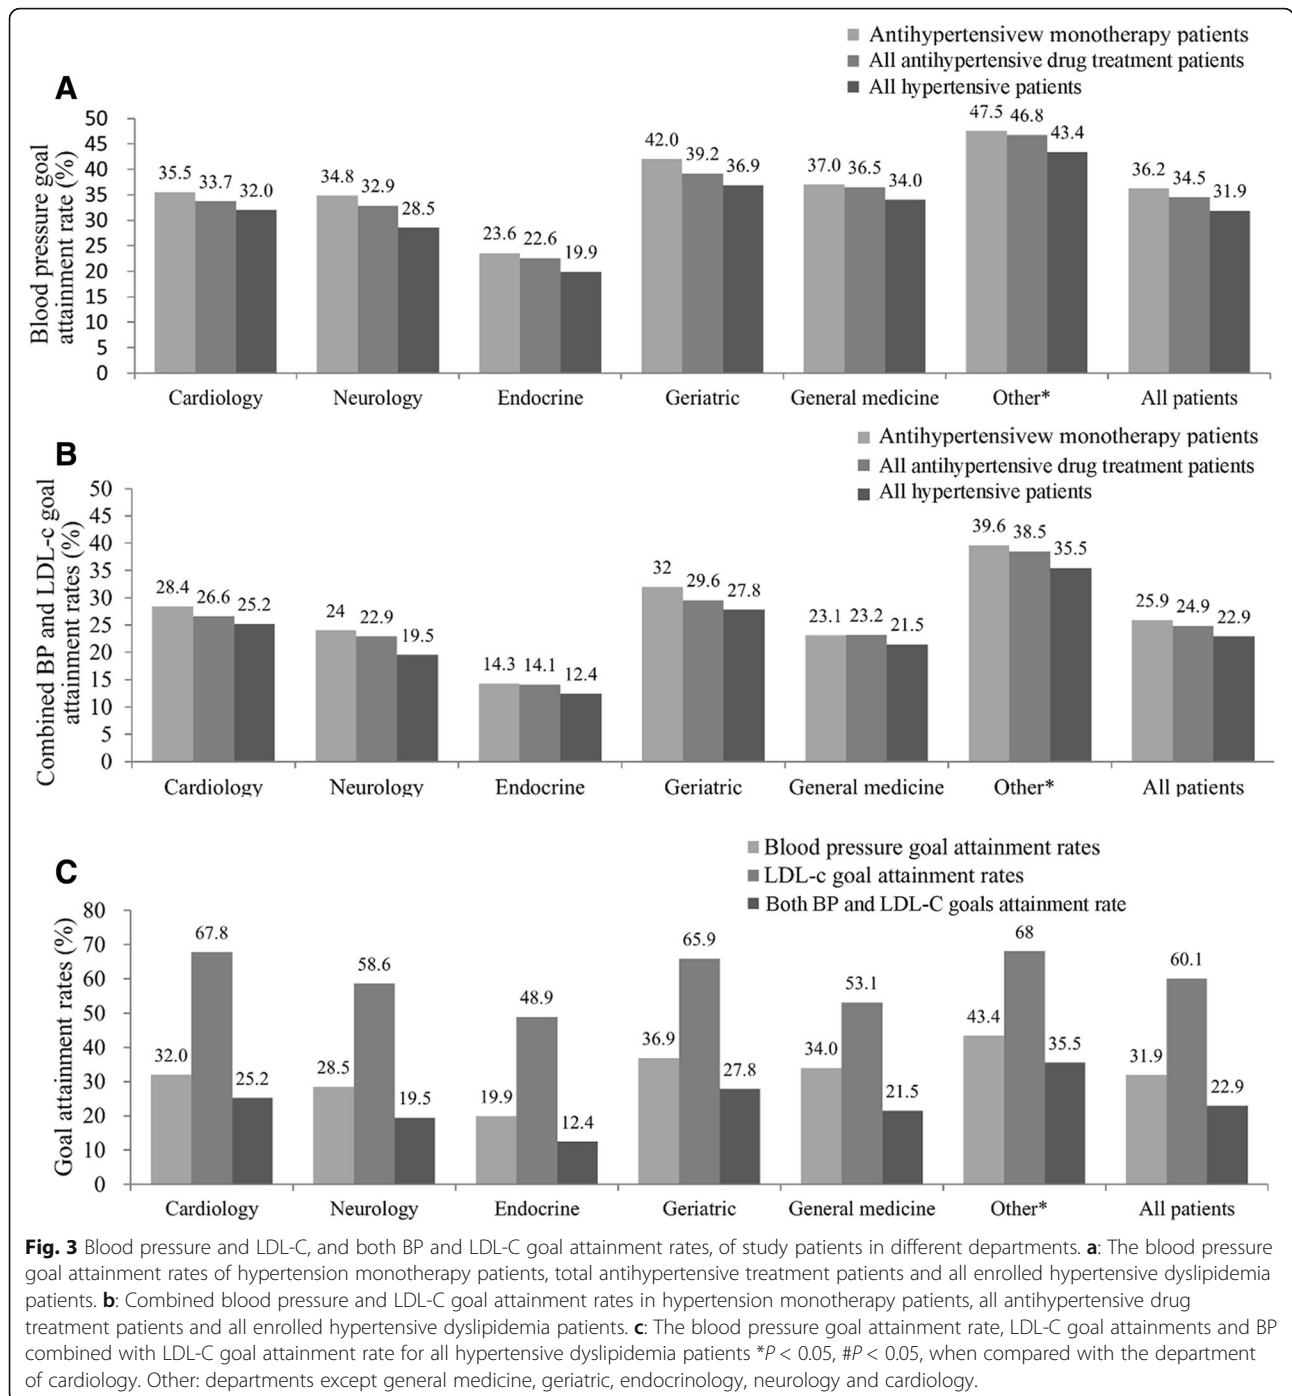 Antihypertensivew monotherapy patients
All antihypertensive drug treatment patients
All hypertensive patients
A
Blood pressure goal
attainment rate (%)
50
45
40
35
30
25
20
15
10
5
0
35.5 33.7 32.0
34.8 32.9 28.5
23.6 22.6 19.9
42.0 39.2 36.9
37.0 36.5 34.0
47.5 46.8 43.4
36.2 34.5 31.9
Cardiology Neurology Endocrine Geriatric General medicine Other* All patients
B
Antihypertensivew monotherapy patients
All antihypertensive drug treatment patients
All hypertensive patients
Combined BP and LDL-c goal
attainment rates (%)
50
45
40
35
30
25
20
15
10
5
0
28.4 26.6 25.2
24 22.9 19.5
14.3 14.1 12.4
32 29.6 27.8
23.1 23.2 21.5
39.6 38.5 35.5
25.9 24.9 22.9
Cardiology Neurology Endocrine Geriatric General medicine Other* All patients
C
Blood pressure goal attainment rates
LDL-c goal attainment rates
Both BP and LDL-C goals attainment rate
Goal attainment rates (%)
80
70
60
50
40
30
20
10
0
32.0 67.8 25.2
28.5 58.6 19.5
19.9 48.9 12.4
36.9 65.9 27.8
34.0 53.1 21.5
43.4 68 35.5
31.9 60.1 22.9
Cardiology Neurology Endocrine Geriatric General medicine Other* All patients
Fig. 3 Blood pressure and LDL-C, and both BP and LDL-C goal attainment rates, of study patients in different departments. a: The blood pressure
goal attainment rates of hypertension monotherapy patients, total antihypertensive treatment patients and all enrolled hypertensive dyslipidemia
patients. b: Combined blood pressure and LDL-C goal attainment rates in hypertension monotherapy patients, all antihypertensive drug
treatment patients and all enrolled hypertensive dyslipidemia patients. c: The blood pressure goal attainment rate, LDL-C goal attainments and BP
combined with LDL-C goal attainment rate for all hypertensive dyslipidemia patients *P < 0.05, #P < 0.05, when compared with the department
of cardiology. Other: departments except general medicine, geriatric, endocrinology, neurology and cardiology.